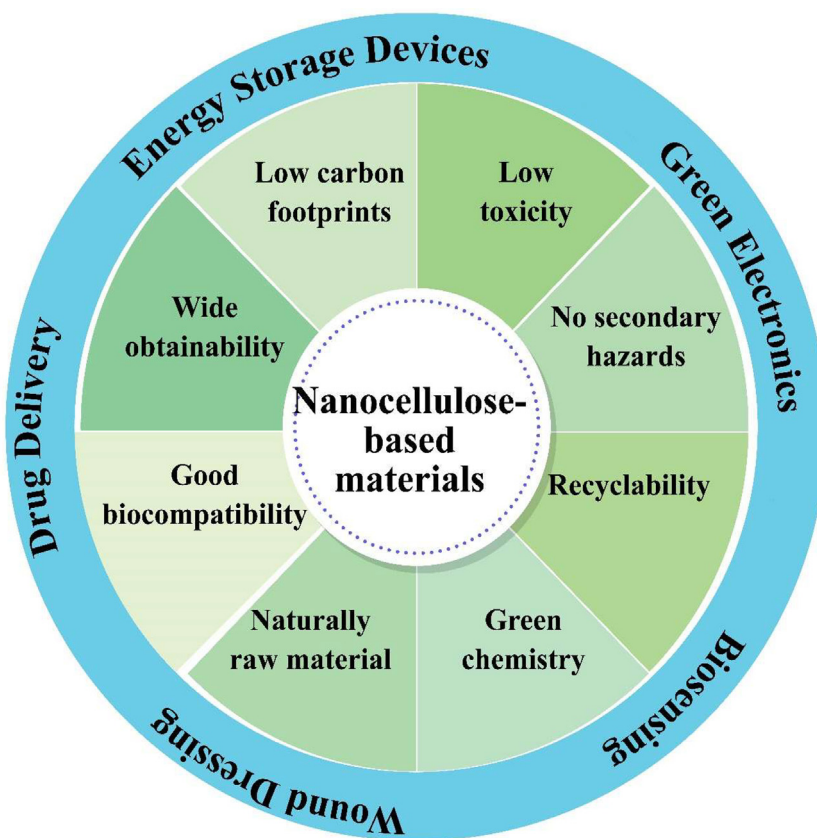 Energy Storage Devices
Green Electronics
Biosensing
Wound Dressing
Drug Delivery
Low carbon
footprints
Low
toxicity
Wide
obtainability
No secondary
hazards
Nanocellulose-
based
materials
Good
biocompatibility
Recyclability
Naturally
raw material
Green
chemistry